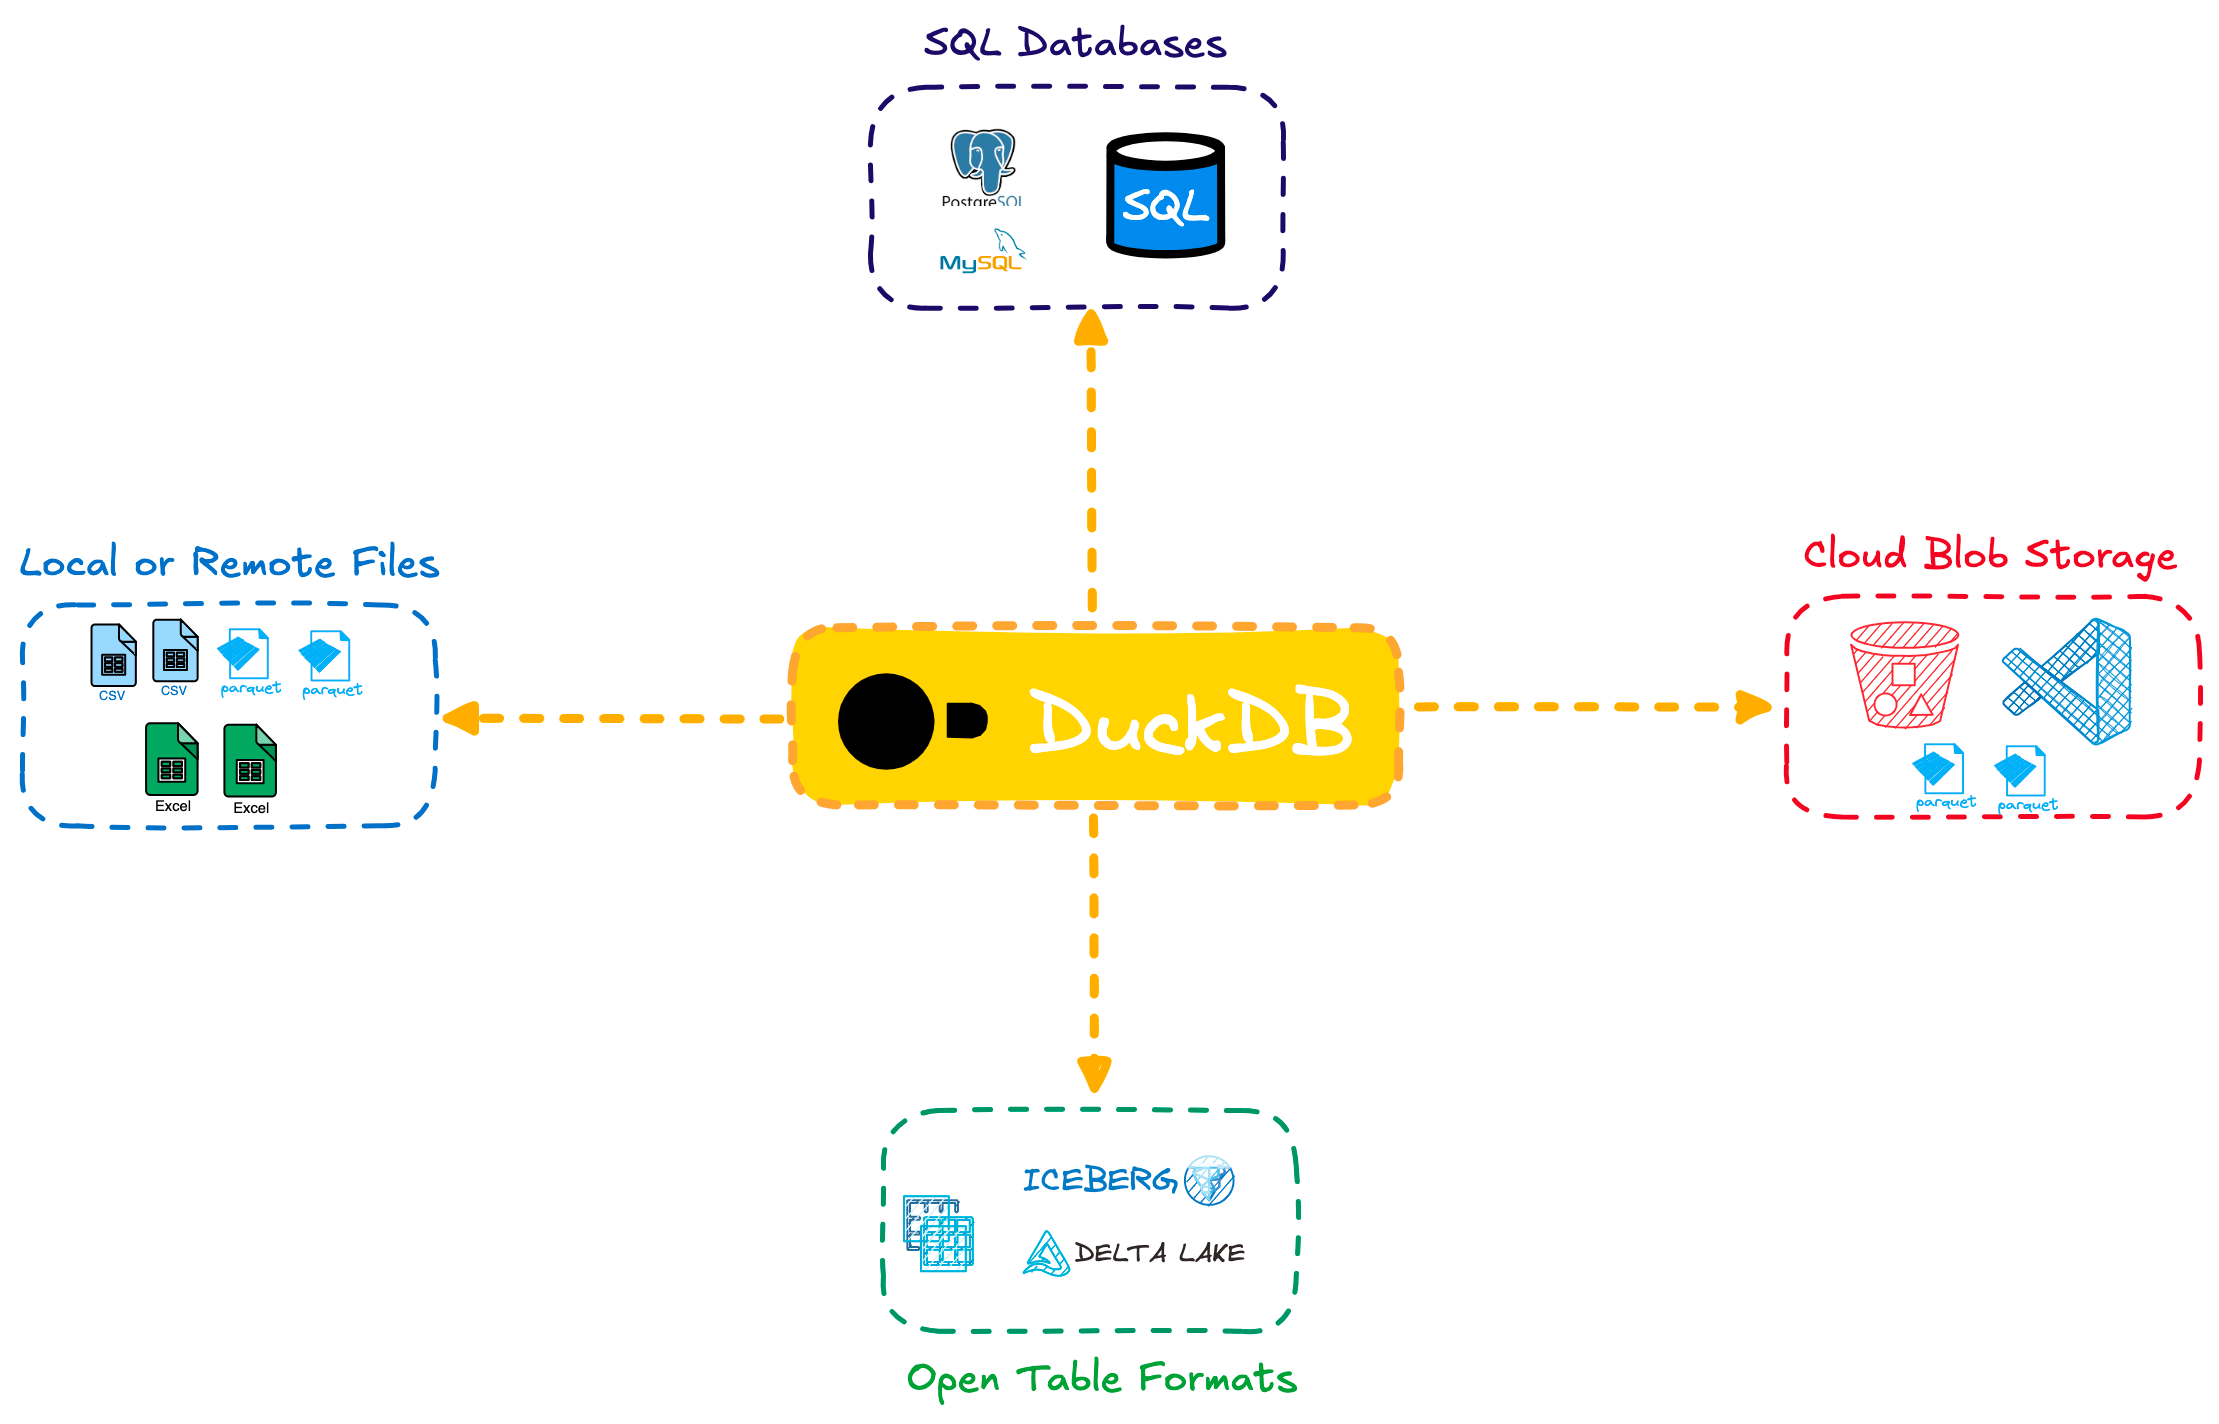 SQL Databases
PostgreSQL
SQL
MySQL
Local or Remote Files
CSV
CSV
parquet
parquet
Excel
Excel
DuckDB
Cloud Blob Storage
parquet
parquet
ICEBERG
DELTA LAKE
Open Table Formats